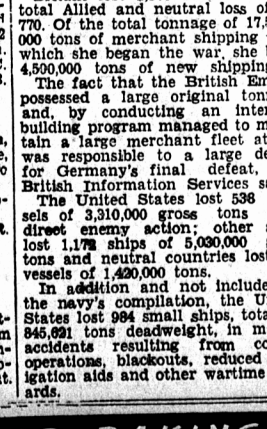 total Allied and neutral loss of
770. Of the total tonnage of 17,
000 tons of merchant shipping
which she began the war, she
4,500,000 tons of new shipping
The fact that the British Em
possessed a large original ton
and, by conducting an inte
building program managed to m
tain a large merchant fleet at
was responsible to a large de
for Germany's final defeat,
British Information Services s
The United States lost 538
sels of 3,310,000 gross tons
direct enemy action; other
lost 1,172 ships of 5,030,000
tons and neutral countries lost
vessels of 1,420,000 tons.
In addition and not include
the navy's compilation, the U
States lost 984 small ships, tota
845,621 tons deadweight, in m
accidents resulting from co
operations, blackouts, reduced
igation aids and other wartime
ards.